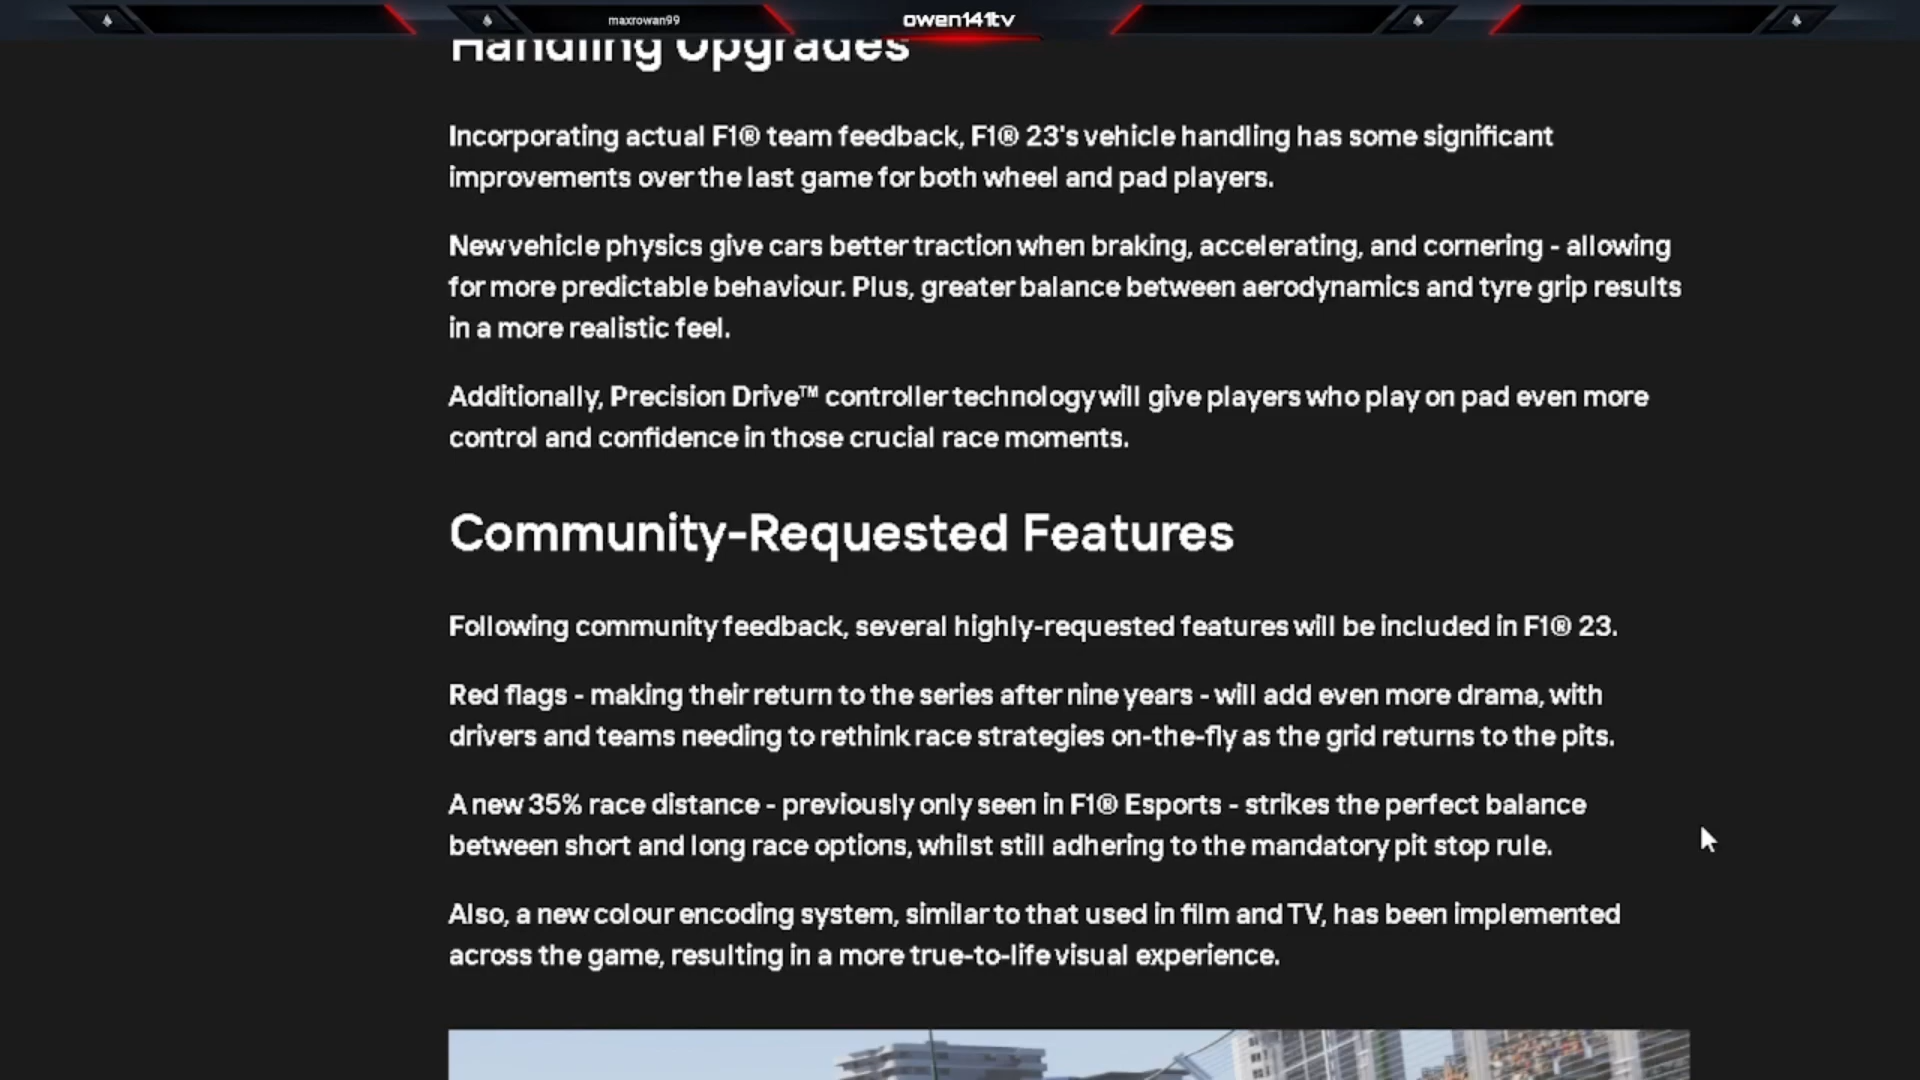 maxrowan99
owen141tv
Handling Upgrades
Incorporating actual F1® team feedback, F1® 23's vehicle handling has some significant
improvements over the last game for both wheel and pad players.
New vehicle physics give cars better traction when braking, accelerating, and cornering - allowing
for more predictable behaviour. Plus, greater balance between aerodynamics and tyre grip results
in a more realistic feel.
Additionally, Precision Drive™ controller technology will give players who play on pad even more
control and confidence in those crucial race moments.
Community-Requested Features
Following community feedback, several highly-requested features will be included in F1® 23.
Red flags - making their return to the series after nine years - will add even more drama, with
drivers and teams needing to rethink race strategies on-the-fly as the grid returns to the pits.
A new 35% race distance - previously only seen in F1® Esports - strikes the perfect balance
between short and long race options, whilst still adhering to the mandatory pit stop rule.
Also, a new colour encoding system, similar to that used in film and TV, has been implemented
across the game, resulting in a more true-to-life visual experience.